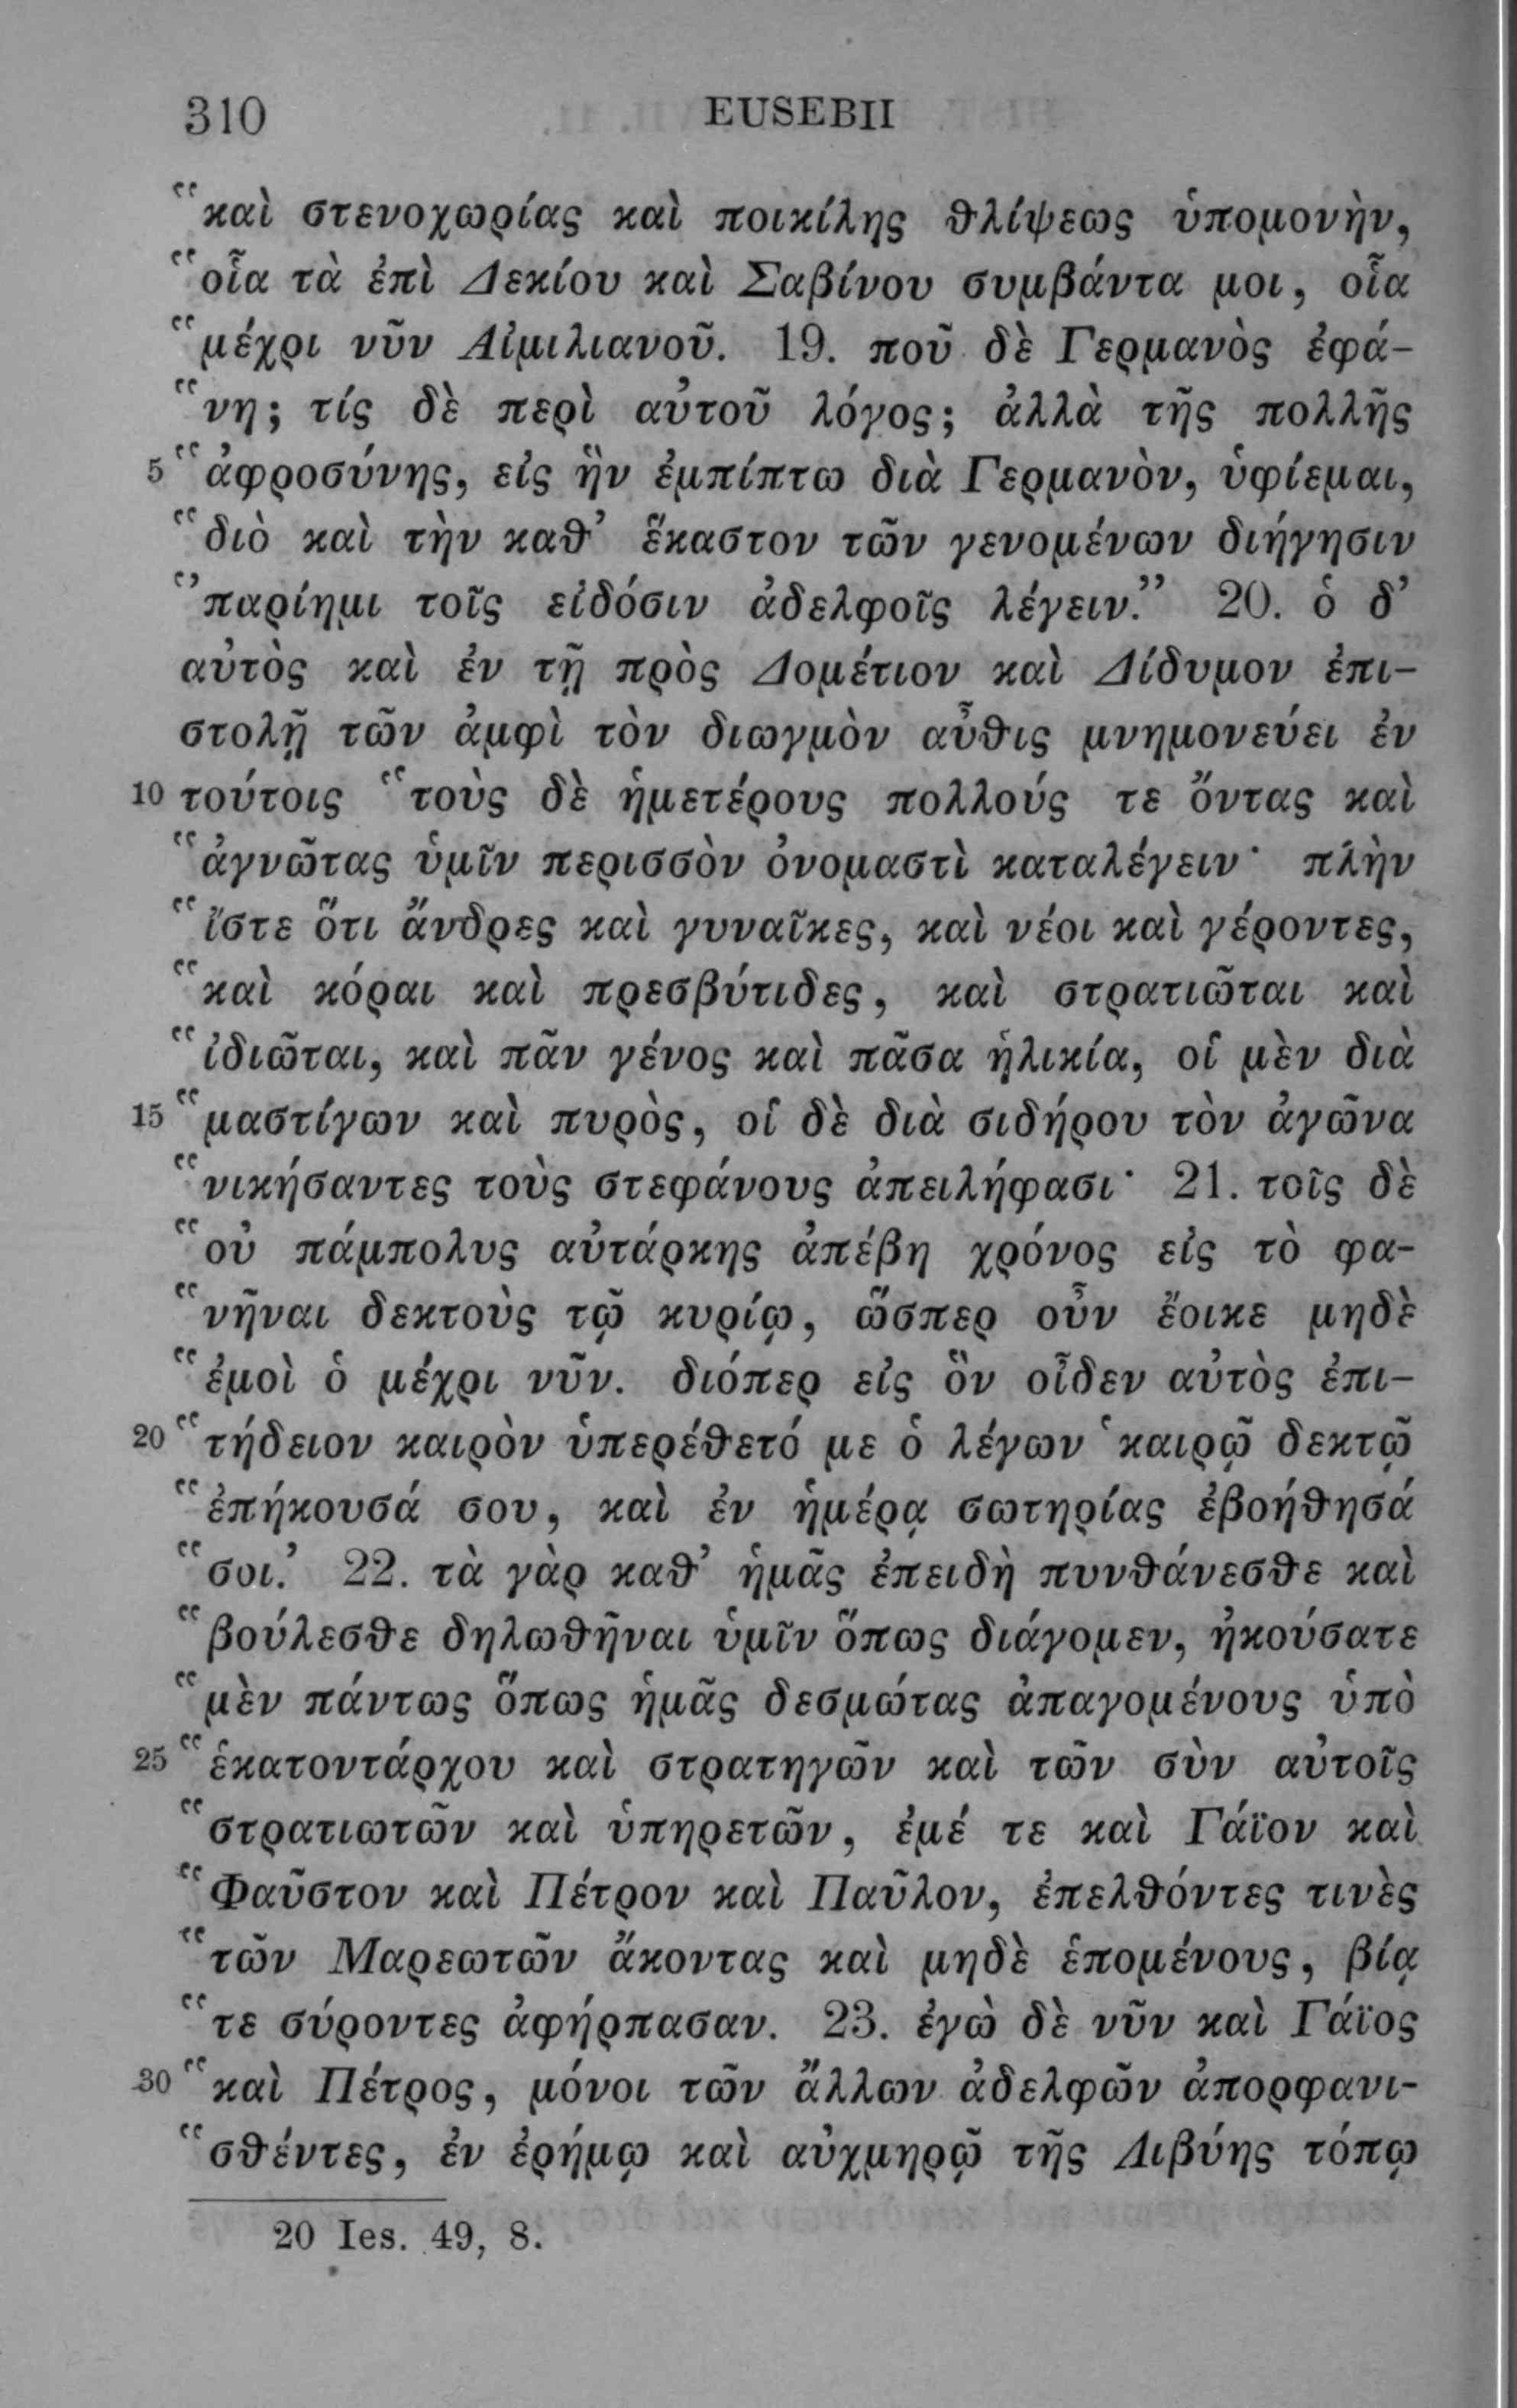 310 EUSEBII
“καὶ στενοχωρίας καὶ ποικίλης θλίψεως ὑπομονὴν,
“οἷα τὰ ἐπὶ Δεκίου καὶ Σαβίνου συμβάντα μοι, οἷα
“μέχρι νῦν Αἰμιλιανοῦ. 19. ποῦ δὲ Γερμανὸς ἐφά-
“νη; τίς δὲ περὶ αὐτοῦ λόγος; ἀλλὰ τῆς πολλῆς
5 “ἀφροσύνης, εἰς ἣν ἐμπίπτω διὰ Γερμανὸν, ὑφίεμαι,
“διὸ καὶ τὴν καθ’ ἕκαστον τῶν γενομένων διήγησιν
“παρίημι τοῖς εἰδόσιν ἀδελφοῖς λέγειν.” 20. ὁ δ’
αὐτὸς καὶ ἐν τῇ πρὸς Δομέτιον καὶ Δίδυμον ἐπι-
στολῇ τῶν ἀμφὶ τὸν διωγμὸν αὖθις μνημονεύει ἐν
10 τούτοις “τοὺς δὲ ἡμετέρους πολλούς τε ὄντας καὶ
“ἀγνῶτας ὑμῖν περισσὸν ὀνομαστὶ καταλέγειν· πλὴν
“ἴστε ὅτι ἄνδρες καὶ γυναῖκες, καὶ νέοι καὶ γέροντες,
“καὶ κόραι καὶ πρεσβύτιδες, καὶ στρατιῶται καὶ
“ἰδιῶται, καὶ πᾶν γένος καὶ πᾶσα ἡλικία, οἱ μὲν διὰ
15 “μαστίγων καὶ πυρὸς, οἱ δὲ διὰ σιδήρου τὸν ἀγῶνα
“νικήσαντες τοὺς στεφάνους ἀπειλήφασι· 21. τοῖς δὲ
“οὐ πάμπολυς αὐτάρκης ἀπέβη χρόνος εἰς τὸ φα-
“νῆναι δεκτοὺς τῷ κυρίῳ, ὥσπερ οὖν ἔοικε μηδὲ
“ἐμοὶ ὁ μέχρι νῦν. διόπερ εἰς ὃν οἶδεν αὐτὸς ἐπι-
20 “τήδειον καιρὸν ὑπερέθετό με ὁ λέγων ‘καιρῷ δεκτῷ
“ἐπήκουσά σου, καὶ ἐν ἡμέρᾳ σωτηρίας ἐβοήθησά
“σοι.’ 22. τὰ γὰρ καθ’ ἡμᾶς ἐπειδὴ πυνθάνεσθε καὶ
“βούλεσθε δηλωθῆναι ὑμῖν ὅπως διάγομεν, ἠκούσατε
“μὲν πάντως ὅπως ἡμᾶς δεσμώτας ἀπαγομένους ὑπὸ
25 “ἑκατοντάρχου καὶ στρατηγῶν καὶ τῶν σὺν αὐτοῖς
“στρατιωτῶν καὶ ὑπηρετῶν, ἐμέ τε καὶ Γάϊον καὶ
“Φαῦστον καὶ Πέτρον καὶ Παῦλον, ἐπελθόντες τινὲς
“τῶν Μαρεωτῶν ἄκοντας καὶ μηδὲ ἑπομένους, βίᾳ
“τε σύροντες ἀφήρπασαν. 23. ἐγὼ δὲ νῦν καὶ Γάϊος
30 “καὶ Πέτρος, μόνοι τῶν ἄλλων ἀδελφῶν ἀπορφανι-
“σθέντες, ἐν ἐρήμῳ καὶ αὐχμηρῷ τῆς Λιβύης τόπῳ
20 Ies. 49, 8.